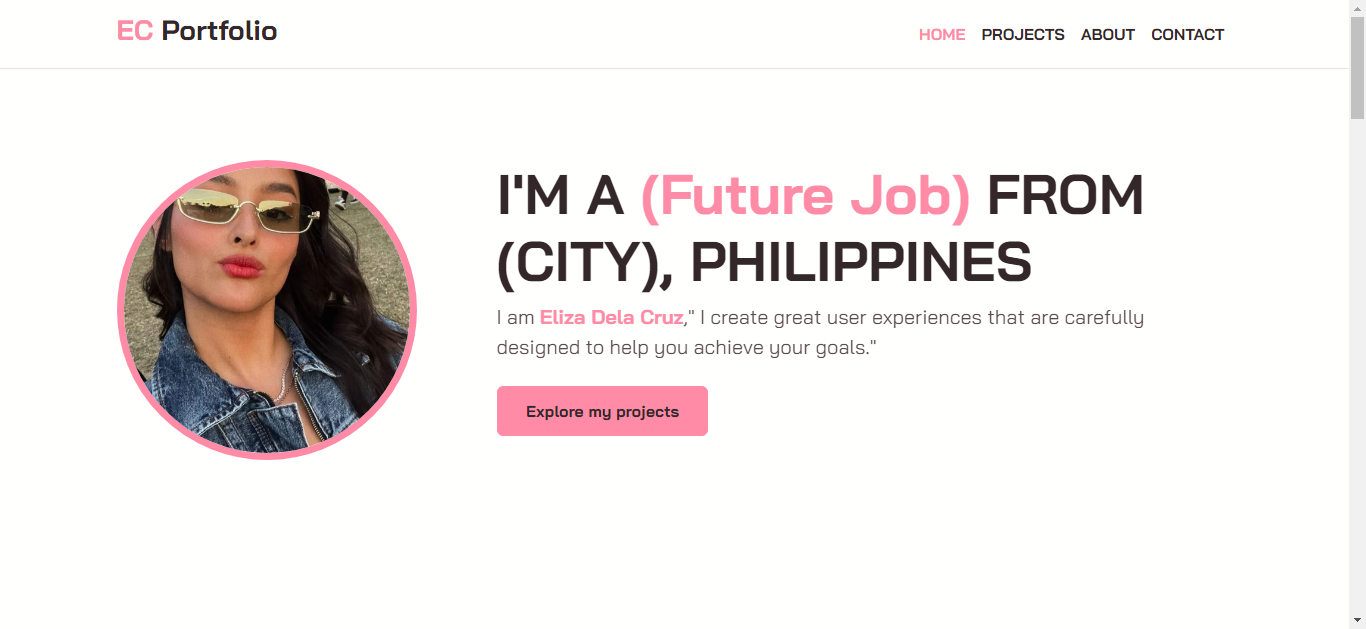 EC Portfolio
HOME PROJECTS ABOUT CONTACT
I'M A (Future Job) FROM
(CITY), PHILIPPINES
I am Eliza Dela Cruz," I create great user experiences that are carefully
designed to help you achieve your goals."
Explore my projects